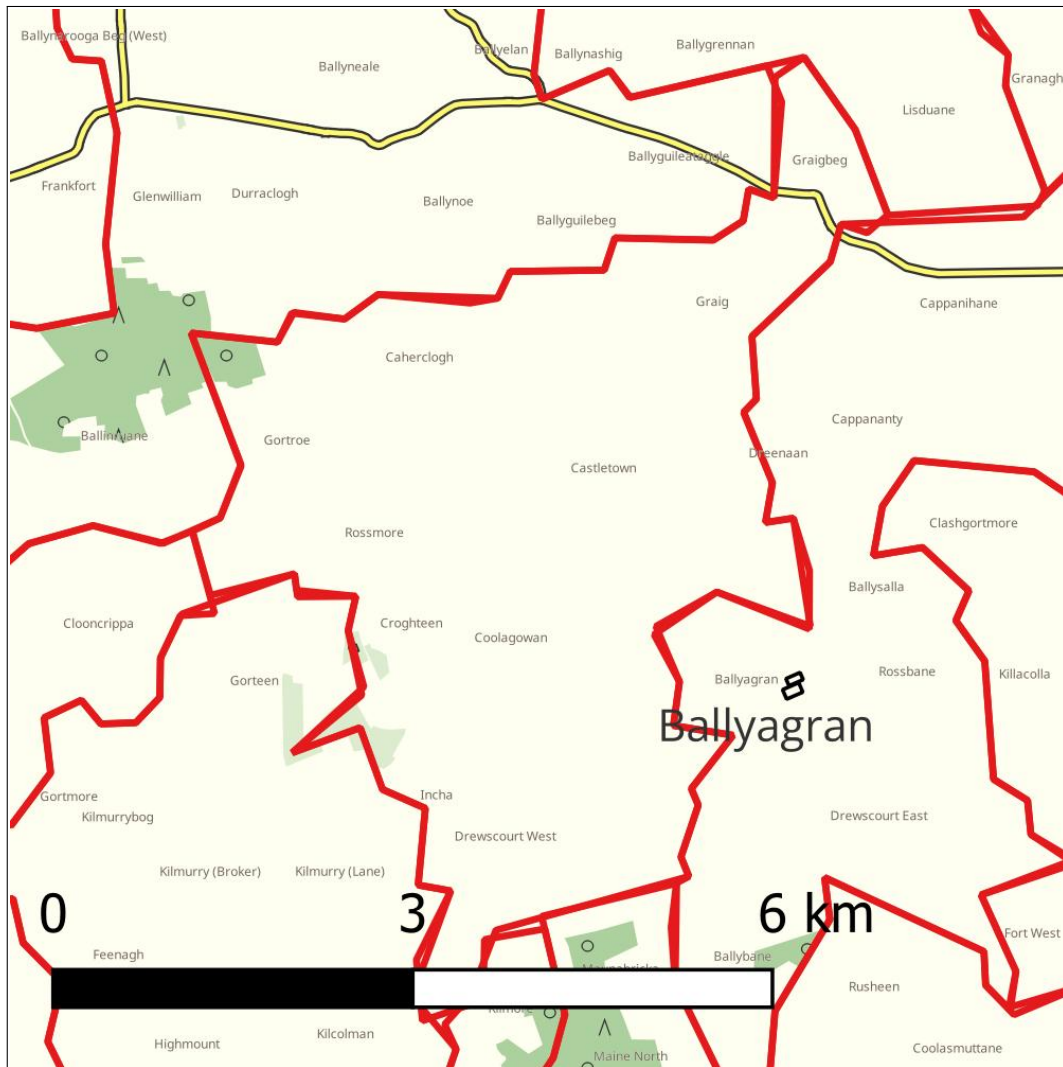 Ballynarooga Beg (West)
Ballyelan
Ballynashig
Ballygrennan
Ballyneale
Granagh
Lisduane
Ballyguileataggle
Graigbeg
Frankfort
Glenwilliam
Durraclogh
Ballynoe
Ballyguilebeg
Graig
Cappanihane
Caherclogh
Cappananty
Ballinruane
Gortroe
Dreenaan
Castletown
Clashgortmore
Rossmore
Ballysalla
Clooncrippa
Croghteen
Coolagowan
Gorteen
Ballyagran
Rossbane
Killacolla
Ballyagran
Gortmore
Incha
Kilmurrybog
Drewscourt West
Drewscourt East
Kilmurry (Broker)
Kilmurry (Lane)
0 3 6 km
Fort West
Feenagh
Ballybane
Rusheen
Kilmore
Kilcolman
Highmount
Coolasmuttane
Maine North